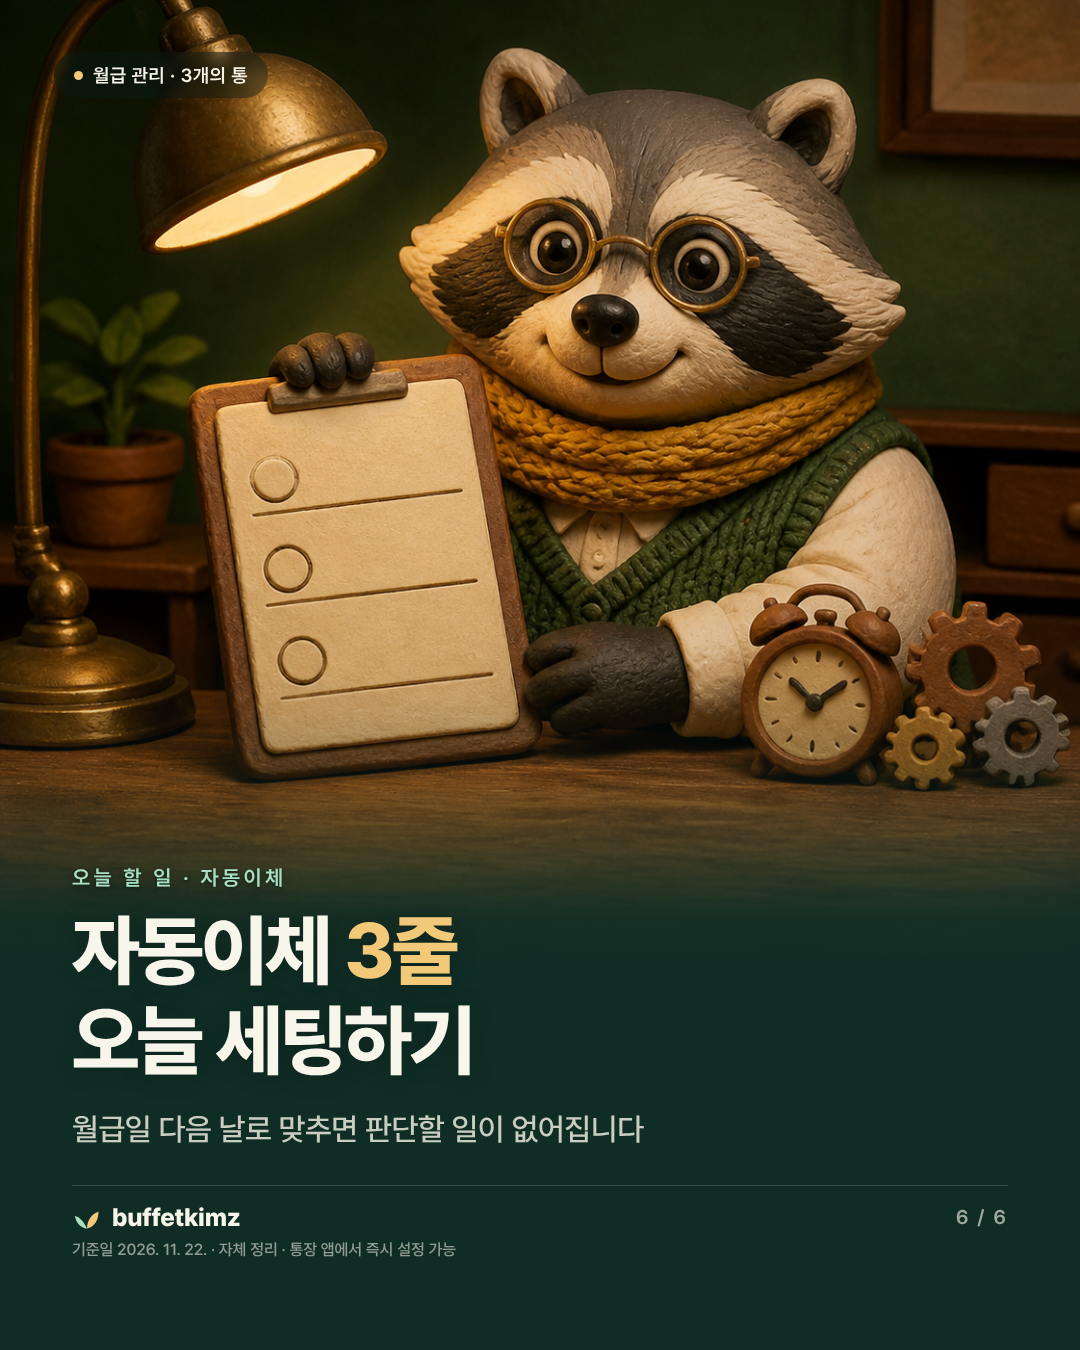 월급 관리 · 3개의 통
오늘 할 일 · 자동이체
자동이체 3줄
오늘 세팅하기
월급일 다음 날로 맞추면 판단할 일이 없어집니다
buffetkimz
6 / 6
기준일 2026. 11. 22. · 자체 정리 · 통장 앱에서 즉시 설정 가능